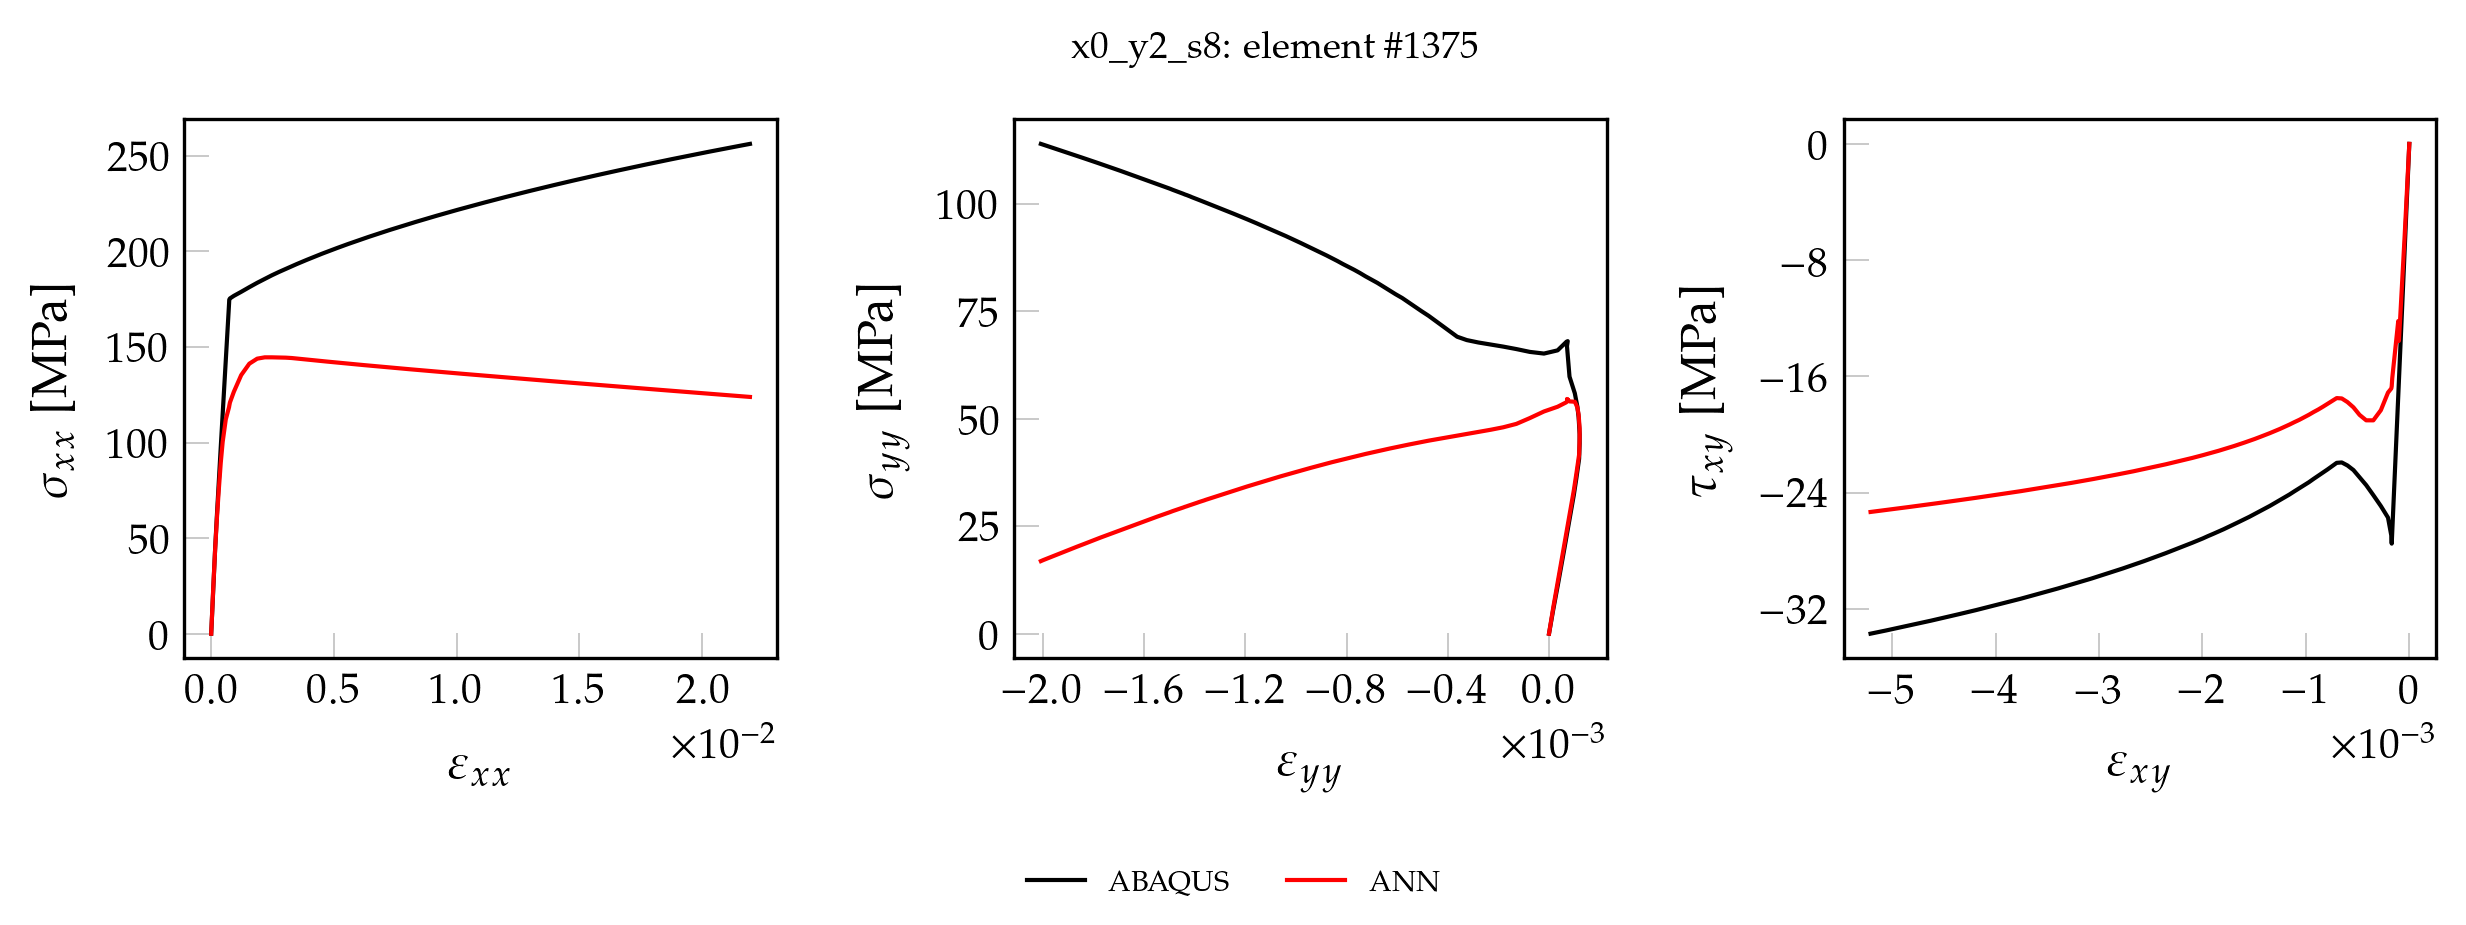 x0_y2_s8: element #1375
σxx [MPa]
250
200
150
100
50
0
0.0 0.5 1.0 1.5 2.0
×10−2
εxx
σyy [MPa]
100
75
50
25
0
−2.0 −1.6 −1.2 −0.8 −0.4 0.0
×10−3
εyy
τxy [MPa]
0
−8
−16
−24
−32
−5 −4 −3 −2 −1 0
×10−3
εxy
ABAQUS ANN